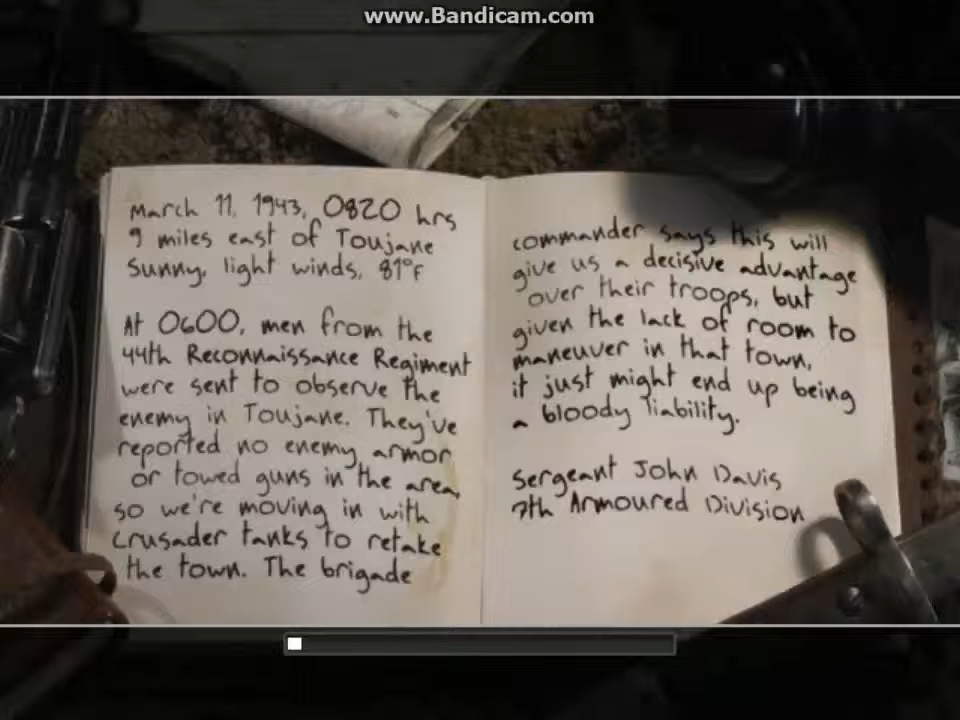 www.Bandicam.com
March 11, 1943, 0820 hrs
9 miles east of Toujane
Sunny, light winds, 81°F
At 0600, men from the
44th Reconnaissance Regiment
were sent to observe the
enemy in Toujane. They've
reported no enemy armor
or towed guns in the area,
so we're moving in with
crusader tanks to retake
the town. The brigade
commander says this will
give us a decisive advantage
over their troops, but
given the lack of room to
maneuver in that town,
it just might end up being
a bloody liability.
Sergeant John Davis
7th Armoured Division